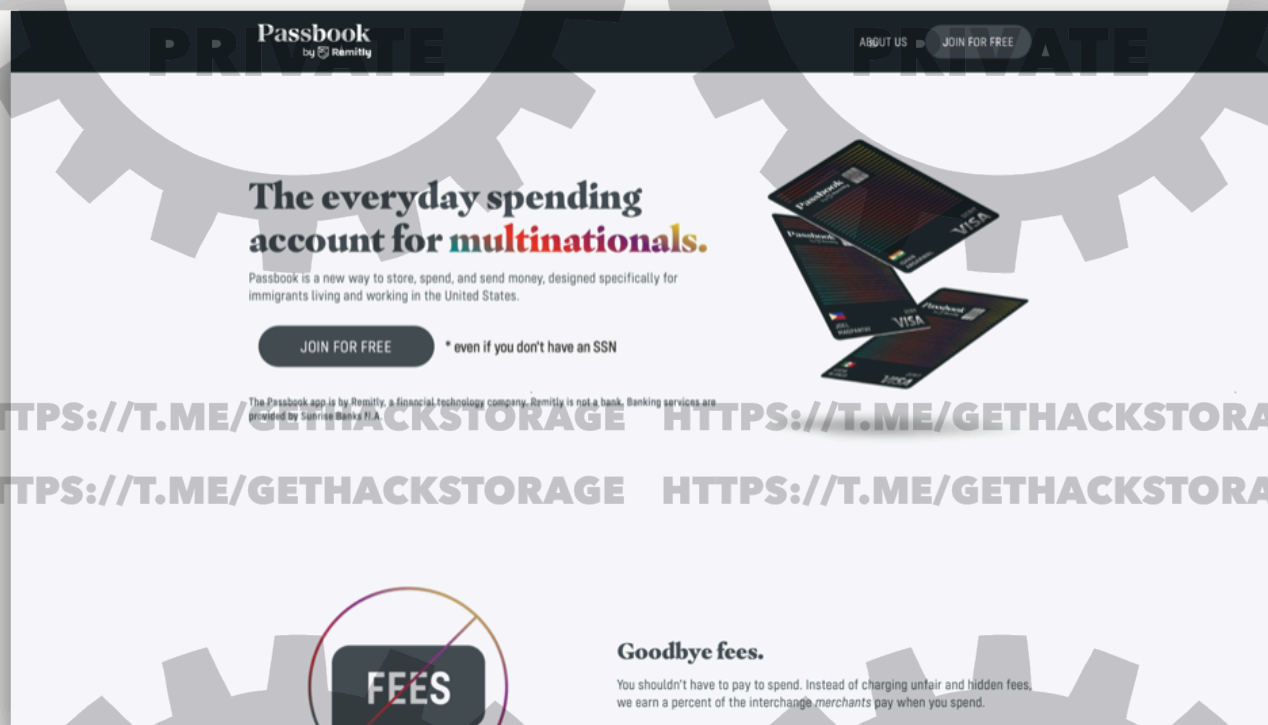 Passbook
by Remitly
ABOUT US
JOIN FOR FREE
PRIVATE
PRIVATE
The everyday spending
account for multinationals.
Passbook is a new way to store, spend, and send money, designed specifically for
immigrants living and working in the United States.
JOIN FOR FREE
* even if you don't have an SSN
The Passbook app is by Remitly, a financial technology company. Remitly is not a bank. Banking services are
provided by Sunrise Banks N.A.
Passbook
VISA
Passbook
JOEL
VISA
Passbook
VISA
TTPS://T.ME/GETHACKSTORAGE HTTPS://T.ME/GETHACKSTORA
TTPS://T.ME/GETHACKSTORAGE HTTPS://T.ME/GETHACKSTORA
FEES
Goodbye fees.
You shouldn't have to pay to spend. Instead of charging unfair and hidden fees,
we earn a percent of the interchange merchants pay when you spend.